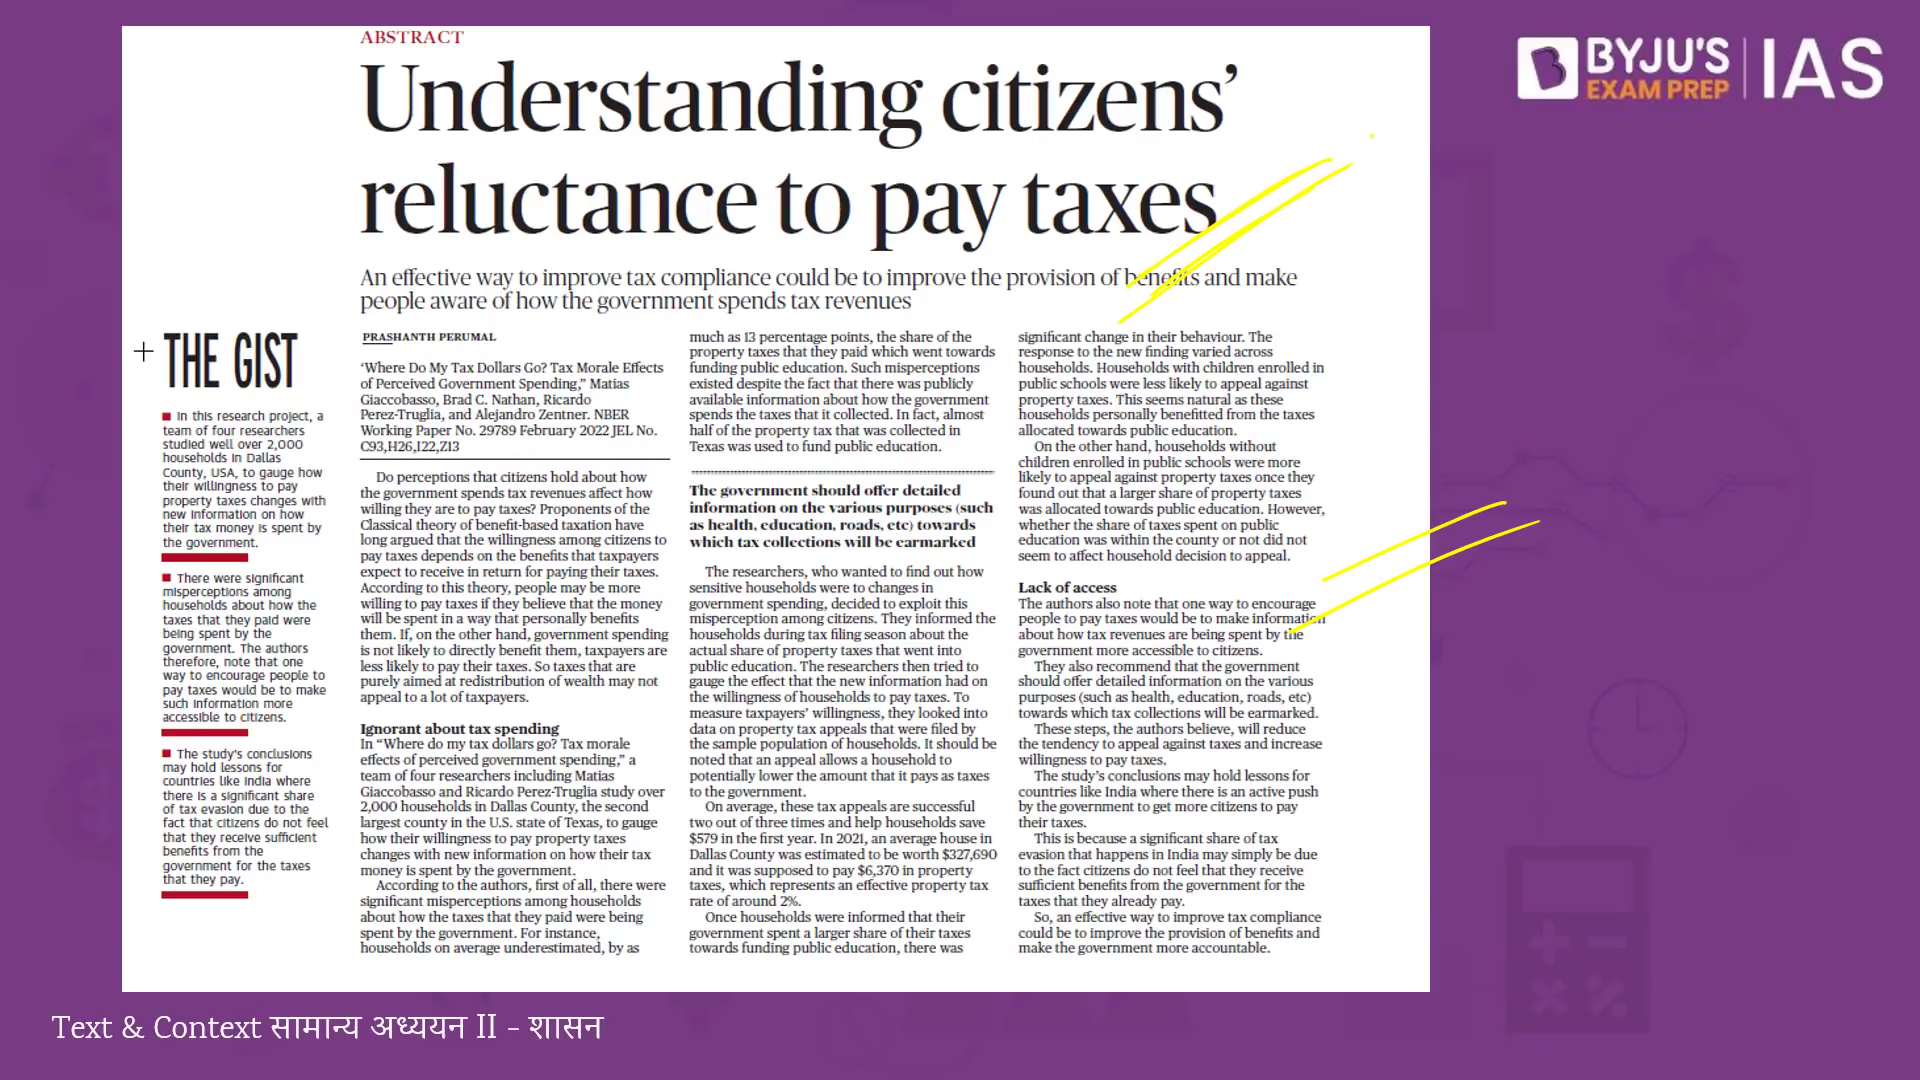 ABSTRACT
Understanding citizens’
reluctance to pay taxes
An effective way to improve tax compliance could be to improve the provision of benefits and make
people aware of how the government spends tax revenues
BYJU'S
EXAM PREP
IAS
THE GIST
■ In this research project, a
team of four researchers
studied well over 2,000
households in Dallas
County, USA, to gauge how
their willingness to pay
property taxes changes with
new information on how
their tax money is spent by
the government.
■ There were significant
misperceptions among
households about how the
taxes that they paid were
being spent by the
government. The authors
therefore, note that one
way to encourage people to
pay taxes would be to make
such information more
accessible to citizens.
■ The study's conclusions
may hold lessons for
countries like India where
there is a significant share
of tax evasion due to the
fact that citizens do not feel
that they receive sufficient
benefits from the
government for the taxes
that they pay.
PRASHANTH PERUMAL
‘Where Do My Tax Dollars Go? Tax Morale Effects
of Perceived Government Spending,” Matias
Giaccobasso, Brad C. Nathan, Ricardo
Perez-Truglia, and Alejandro Zentner. NBER
Working Paper No. 29789 February 2022 JEL No.
C93,H26,I22,Z13
Do perceptions that citizens hold about how
the government spends tax revenues affect how
willing they are to pay taxes? Proponents of the
Classical theory of benefit-based taxation have
long argued that the willingness among citizens to
pay taxes depends on the benefits that taxpayers
expect to receive in return for paying their taxes.
According to this theory, people may be more
willing to pay taxes if they believe that the money
will be spent in a way that personally benefits
them. If, on the other hand, government spending
is not likely to directly benefit them, taxpayers are
less likely to pay their taxes. So taxes that are
purely aimed at redistribution of wealth may not
appeal to a lot of taxpayers.
Ignorant about tax spending
In “Where do my tax dollars go? Tax morale
effects of perceived government spending,” a
team of four researchers including Matias
Giaccobasso and Ricardo Perez-Truglia study over
2,000 households in Dallas County, the second
largest county in the U.S. state of Texas, to gauge
how their willingness to pay property taxes
changes with new information on how their tax
money is spent by the government.
According to the authors, first of all, there were
significant misperceptions among households
about how the taxes that they paid were being
spent by the government. For instance,
households on average underestimated, by as
much as 13 percentage points, the share of the
property taxes that they paid which went towards
funding public education. Such misperceptions
existed despite the fact that there was publicly
available information about how the government
spends the taxes that it collected. In fact, almost
half of the property tax that was collected in
Texas was used to fund public education.
The government should offer detailed
information on the various purposes (such
as health, education, roads, etc) towards
which tax collections will be earmarked
The researchers, who wanted to find out how
sensitive households were to changes in
government spending, decided to exploit this
misperception among citizens. They informed the
households during tax filing season about the
actual share of property taxes that went into
public education. The researchers then tried to
gauge the effect that the new information had on
the willingness of households to pay taxes. To
measure taxpayers’ willingness, they looked into
data on property tax appeals that were filed by
the sample population of households. It should be
noted that an appeal allows a household to
potentially lower the amount that it pays as taxes
to the government.
On average, these tax appeals are successful
two out of three times and help households save
$579 in the first year. In 2021, an average house in
Dallas County was estimated to be worth $327,690
and it was supposed to pay $6,370 in property
taxes, which represents an effective property tax
rate of around 2%.
Once households were informed that their
government spent a larger share of their taxes
towards funding public education, there was
significant change in their behaviour. The
response to the new finding varied across
households. Households with children enrolled in
public schools were less likely to appeal against
property taxes. This seems natural as these
households personally benefitted from the taxes
allocated towards public education.
On the other hand, households without
children enrolled in public schools were more
likely to appeal against property taxes once they
found out that a larger share of property taxes
was allocated towards public education. However,
whether the share of taxes spent on public
education was within the county or not did not
seem to affect household decision to appeal.
Lack of access
The authors also note that one way to encourage
people to pay taxes would be to make information
about how tax revenues are being spent by the
government more accessible to citizens.
They also recommend that the government
should offer detailed information on the various
purposes (such as health, education, roads, etc)
towards which tax collections will be earmarked.
These steps, the authors believe, will reduce
the tendency to appeal against taxes and increase
willingness to pay taxes.
The study’s conclusions may hold lessons for
countries like India where there is an active push
by the government to get more citizens to pay
their taxes.
This is because a significant share of tax
evasion that happens in India may simply be due
to the fact citizens do not feel that they receive
sufficient benefits from the government for the
taxes that they already pay.
So, an effective way to improve tax compliance
could be to improve the provision of benefits and
make the government more accountable.
Text & Context सामान्य अध्ययन II - शासन